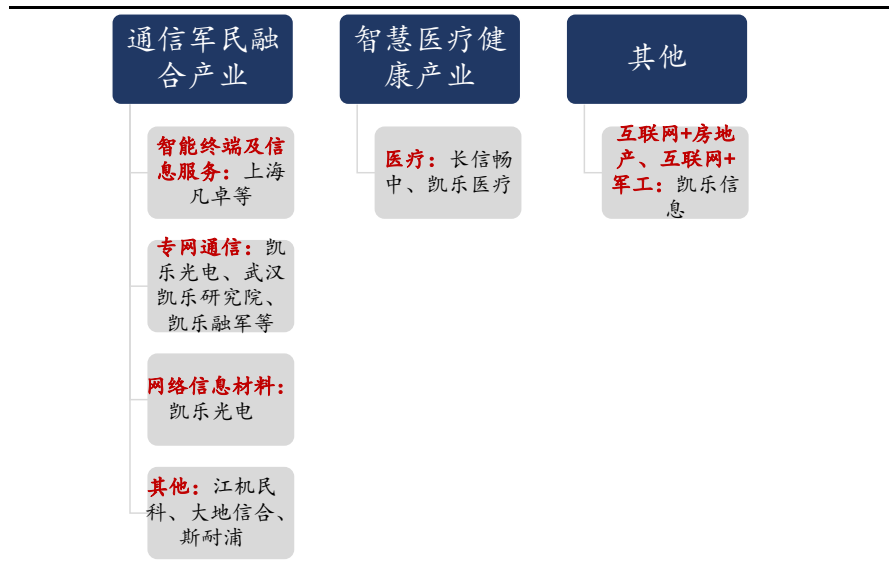 通信军民融
合产业
智能终端及信
息服务：上海
凡卓等
专网通信：凯
乐光电、武汉
凯乐研究院、
凯乐融军等
网络信息材料：
凯乐光电
其他：江机民
科、大地信合、
斯耐浦
智慧医疗健
康产业
医疗：长信畅
中、凯乐医疗
其他
互联网+房地
产、互联网+
军工：凯乐信
息